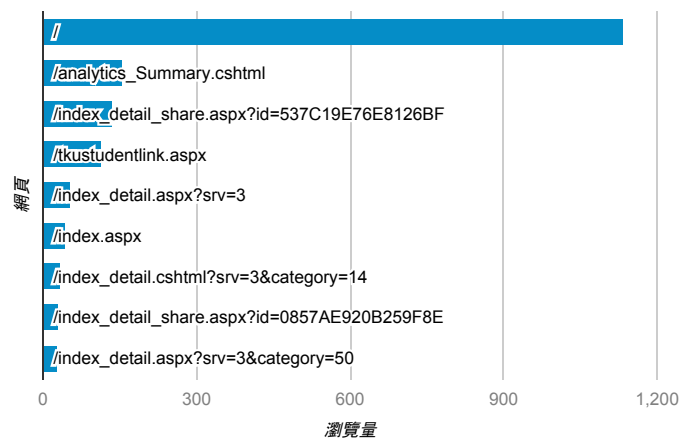 /
/analytics_Summary.cshtml
/index_detail_share.aspx?id=537C19E76E8126BF
/tkustudentlink.aspx
/index_detail.aspx?srv=3
/index.aspx
/index_detail.cshtml?srv=3&category=14
/index_detail_share.aspx?id=0857AE920B259F8E
/index_detail.aspx?srv=3&category=50
網頁
0 300 600 900 1,200
瀏覽量